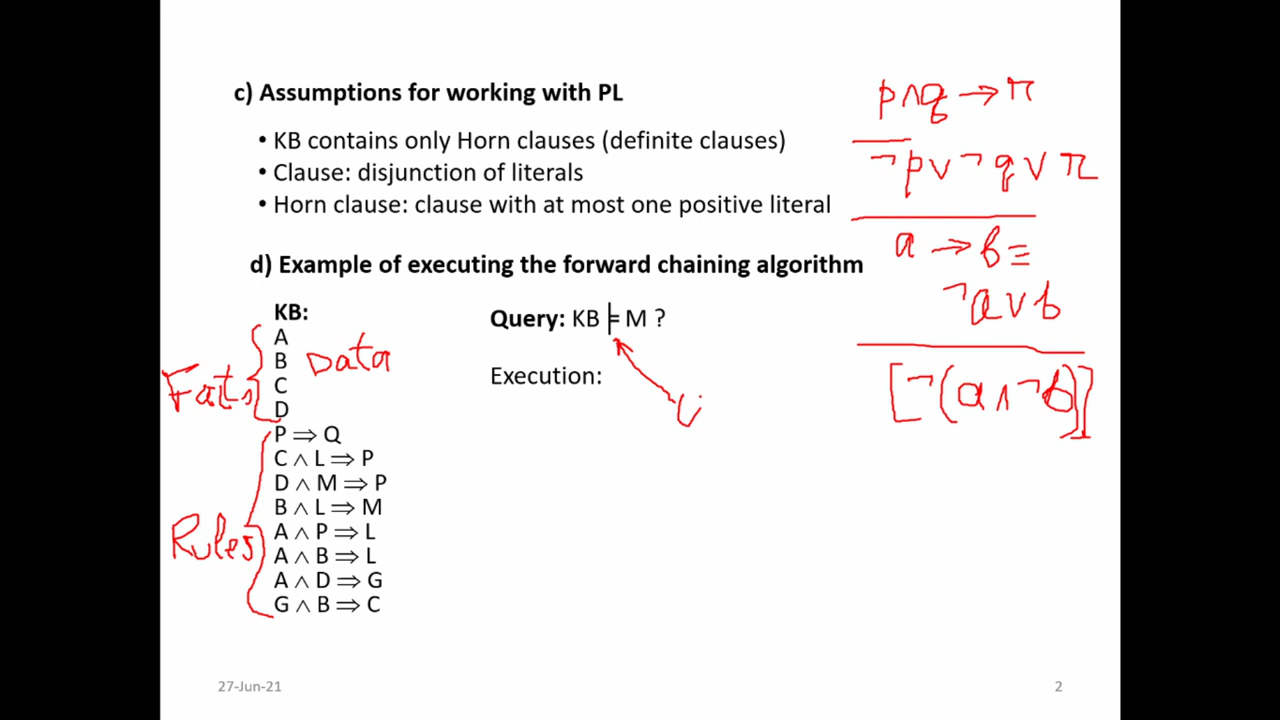 c) Assumptions for working with PL
• KB contains only Horn clauses (definite clauses)
• Clause: disjunction of literals
• Horn clause: clause with at most one positive literal
d) Example of executing the forward chaining algorithm
KB:
A
B
C
D
P ⇒ Q
C ∧ L ⇒ P
D ∧ M ⇒ P
B ∧ L ⇒ M
A ∧ P ⇒ L
A ∧ B ⇒ L
A ∧ D ⇒ G
G ∧ B ⇒ C
Facts
Data
Rules
Query: KB ⊨ M ?
Execution:
p∧q → r
¬p∨¬q∨r
a → b ≡
¬a∨b
[¬(a∧¬b)]
27-Jun-21
2